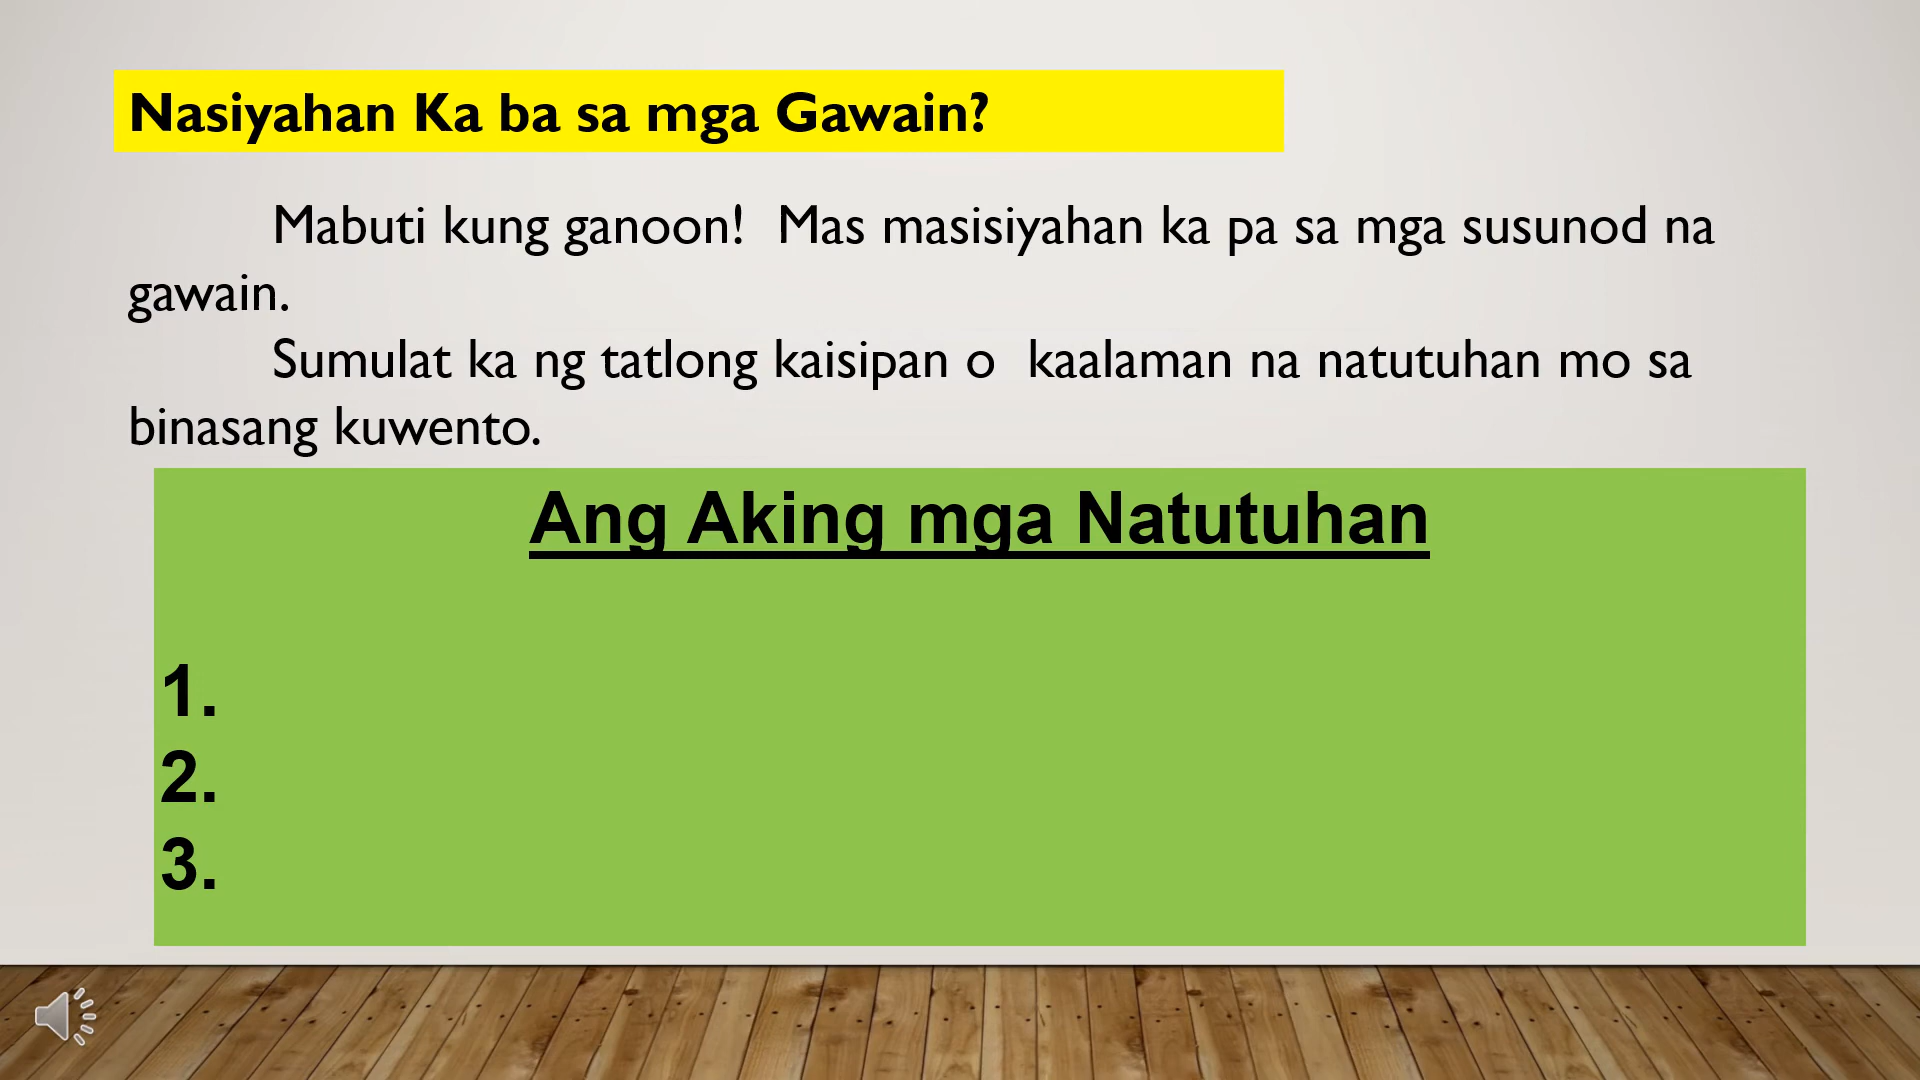 Nasiyahan Ka ba sa mga Gawain?
Mabuti kung ganoon!  Mas masisiyahan ka pa sa mga susunod na
gawain.
Sumulat ka ng tatlong kaisipan o  kaalaman na natutuhan mo sa
binasang kuwento.
Ang Aking mga Natutuhan
1.
2.
3.